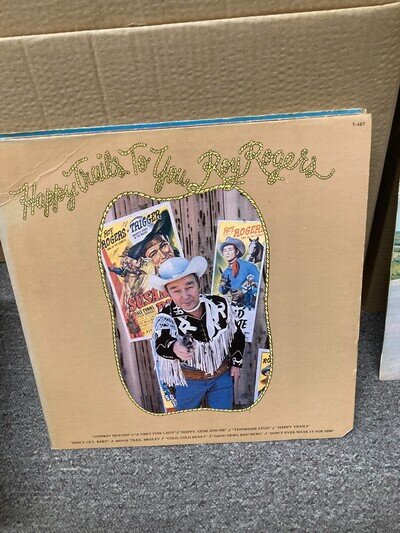 T-467
Happy Trails To You, Roy Rogers
ROY ROGERS
TRIGGER
SUSANNA
ROY ROGERS
"COWBOY HEAVEN" / "A VERY FINE LADY" / "HOPPY, GENE AND ME" / "TENNESSEE STUD" / "HAPPY TRAILS"
"DON'T CRY, BABY" / MOVIE TRAIL MEDLEY / "COLD, COLD HEART" / "GOOD NEWS, BAD NEWS" / "DON'T EVER WEAR IT FOR HIM"